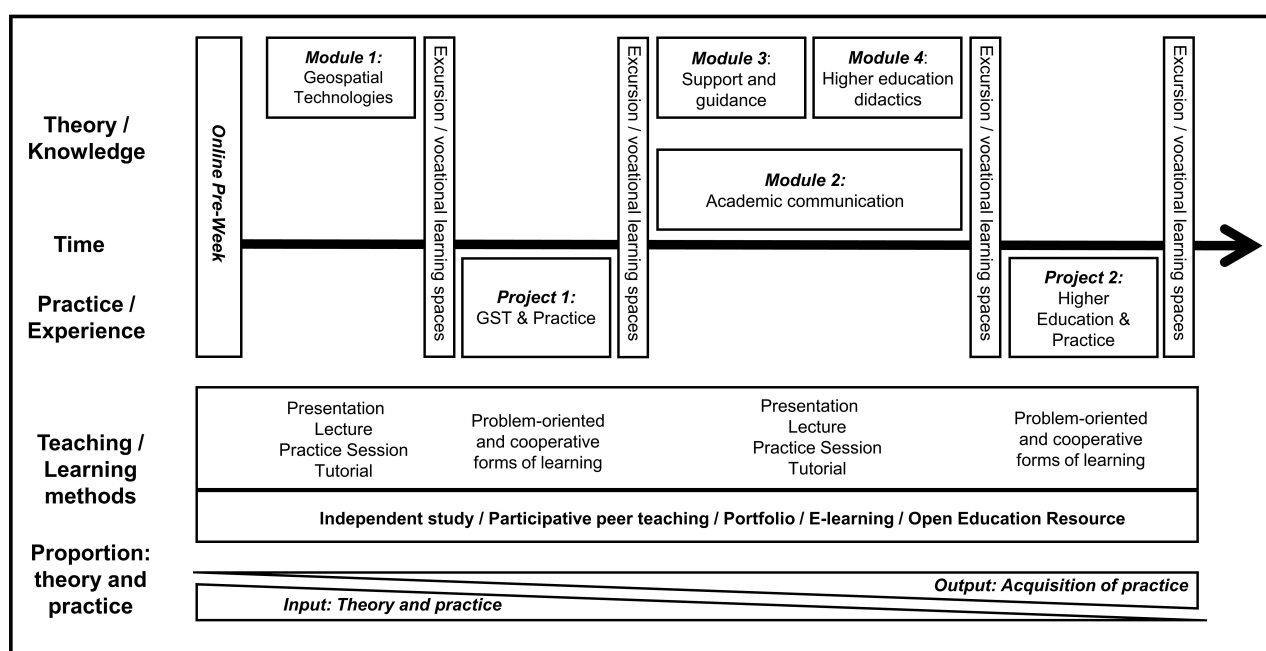 Theory /
Knowledge
Time
Practice /
Experience
Online Pre-Week
Module 1:
Geospatial
Technologies
Excursion / vocational learning spaces
Project 1:
GST & Practice
Excursion / vocational learning spaces
Module 3:
Support and
guidance
Module 4:
Higher education
didactics
Module 2:
Academic communication
Excursion / vocational learning spaces
Project 2:
Higher
Education &
Practice
Excursion / vocational learning spaces
Teaching /
Learning
methods
Presentation
Lecture
Practice Session
Tutorial
Problem-oriented
and cooperative
forms of learning
Presentation
Lecture
Practice Session
Tutorial
Problem-oriented
and cooperative
forms of learning
Independent study / Participative peer teaching / Portfolio / E-learning / Open Education Resource
Proportion:
theory and
practice
Output: Acquisition of practice
Input: Theory and practice